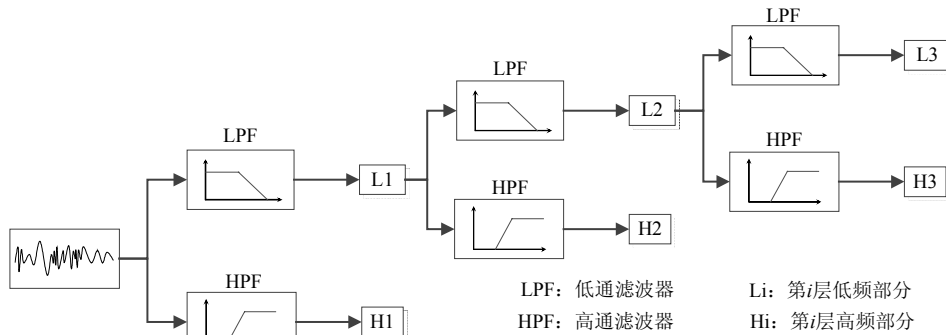 LPF
L3
LPF
L2
HPF
H3
LPF
L1
HPF
H2
HPF
H1
LPF：低通滤波器
Li：第i层低频部分
HPF：高通滤波器
Hi：第i层高频部分